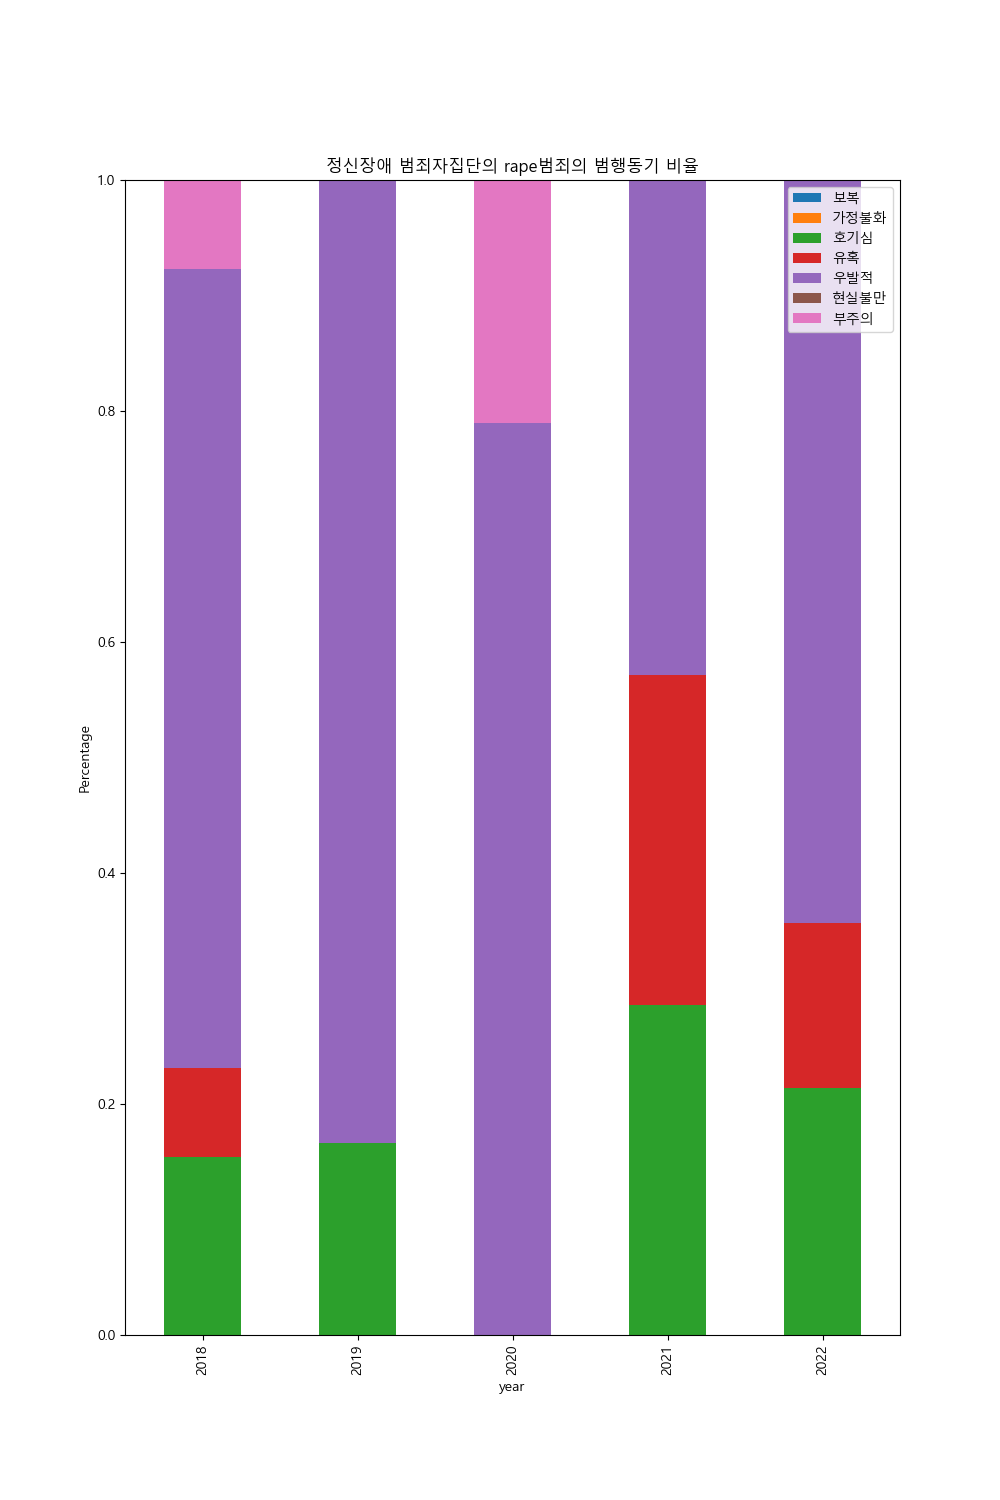 정신장애 범죄자집단의 rape범죄의 범행동기 비율
보복
가정불화
호기심
유혹
우발적
현실불만
부주의
1.0
0.8
0.6
0.4
0.2
0.0
Percentage
2018
2019
2020
2021
2022
year